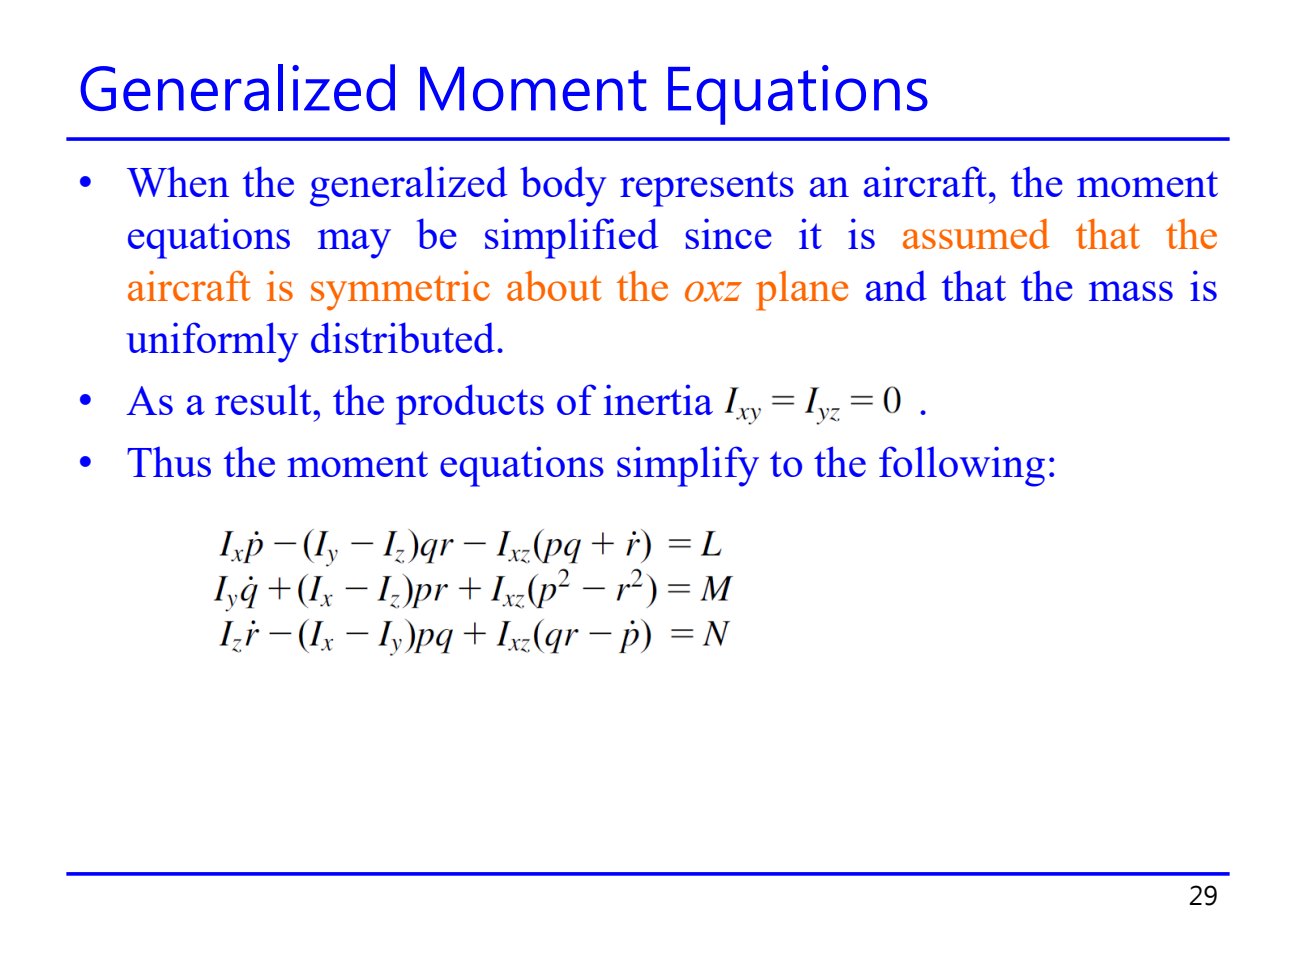 Generalized Moment Equations
• When the generalized body represents an aircraft, the moment
equations may be simplified since it is assumed that the
aircraft is symmetric about the oxz plane and that the mass is
uniformly distributed.
• As a result, the products of inertia I_xy = I_yz = 0 .
• Thus the moment equations simplify to the following:
I_x ṗ − (I_y − I_z)qr − I_xz(pq + ṙ) = L
I_y q̇ + (I_x − I_z)pr + I_xz(p² − r²) = M
I_z ṙ − (I_x − I_y)pq + I_xz(qr − ṗ) = N
29